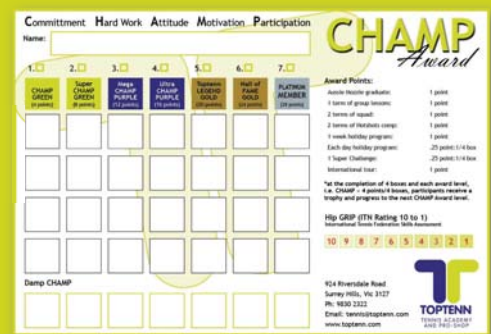 Committment Hard Work Attitude Motivation Participation
Name:
CHAMP
Award
1. 2. 3. 4. 5. 6. 7.
CHAMP GREEN (4 points)
Super CHAMP GREEN (8 points)
Mega CHAMP PURPLE (12 points)
Ultra CHAMP PURPLE (16 points)
Toptenn LEGEND GOLD (20 points)
Hall of FAME GOLD (24 points)
PLATINUM MEMBER (28 points)
Award Points:
Aussie Hozzie graduate: 1 point
1 term of group lessons: 1 point
2 terms of squad: 1 point
2 terms of Hotshots comp: 1 point
1 week holiday program: 1 point
Each day holiday program: .25 point:1/4 box
1 Super Challenge: .25 point:1/4 box
International tour: 1 point
*at the completion of 4 boxes and each award level,
i.e. CHAMP = 4 points/4 boxes, participants receive a
trophy and progress to the next CHAMP Award level.
Hip GRIP (ITN Rating 10 to 1)
International Tennis Federation Skills Assessment
10 9 8 7 6 5 4 3 2 1
Damp CHAMP
924 Riversdale Road
Surrey Hills, Vic 3127
Ph: 9830 2322
Email: tennis@toptenn.com
www.toptenn.com
TOPTENN
TENNIS ACADEMY
AND PRO-SHOP